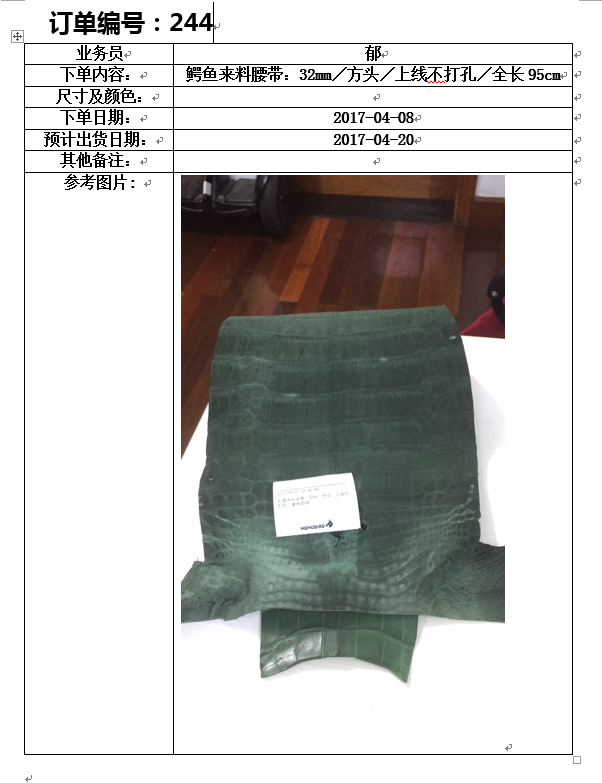 订单编号：244
业务员 郁
下单内容： 鳄鱼来料腰带：32mm／方头／上线不打孔／全长95cm
尺寸及颜色：
下单日期： 2017-04-08
预计出货日期： 2017-04-20
其他备注：
参考图片：
MEMOBIRD